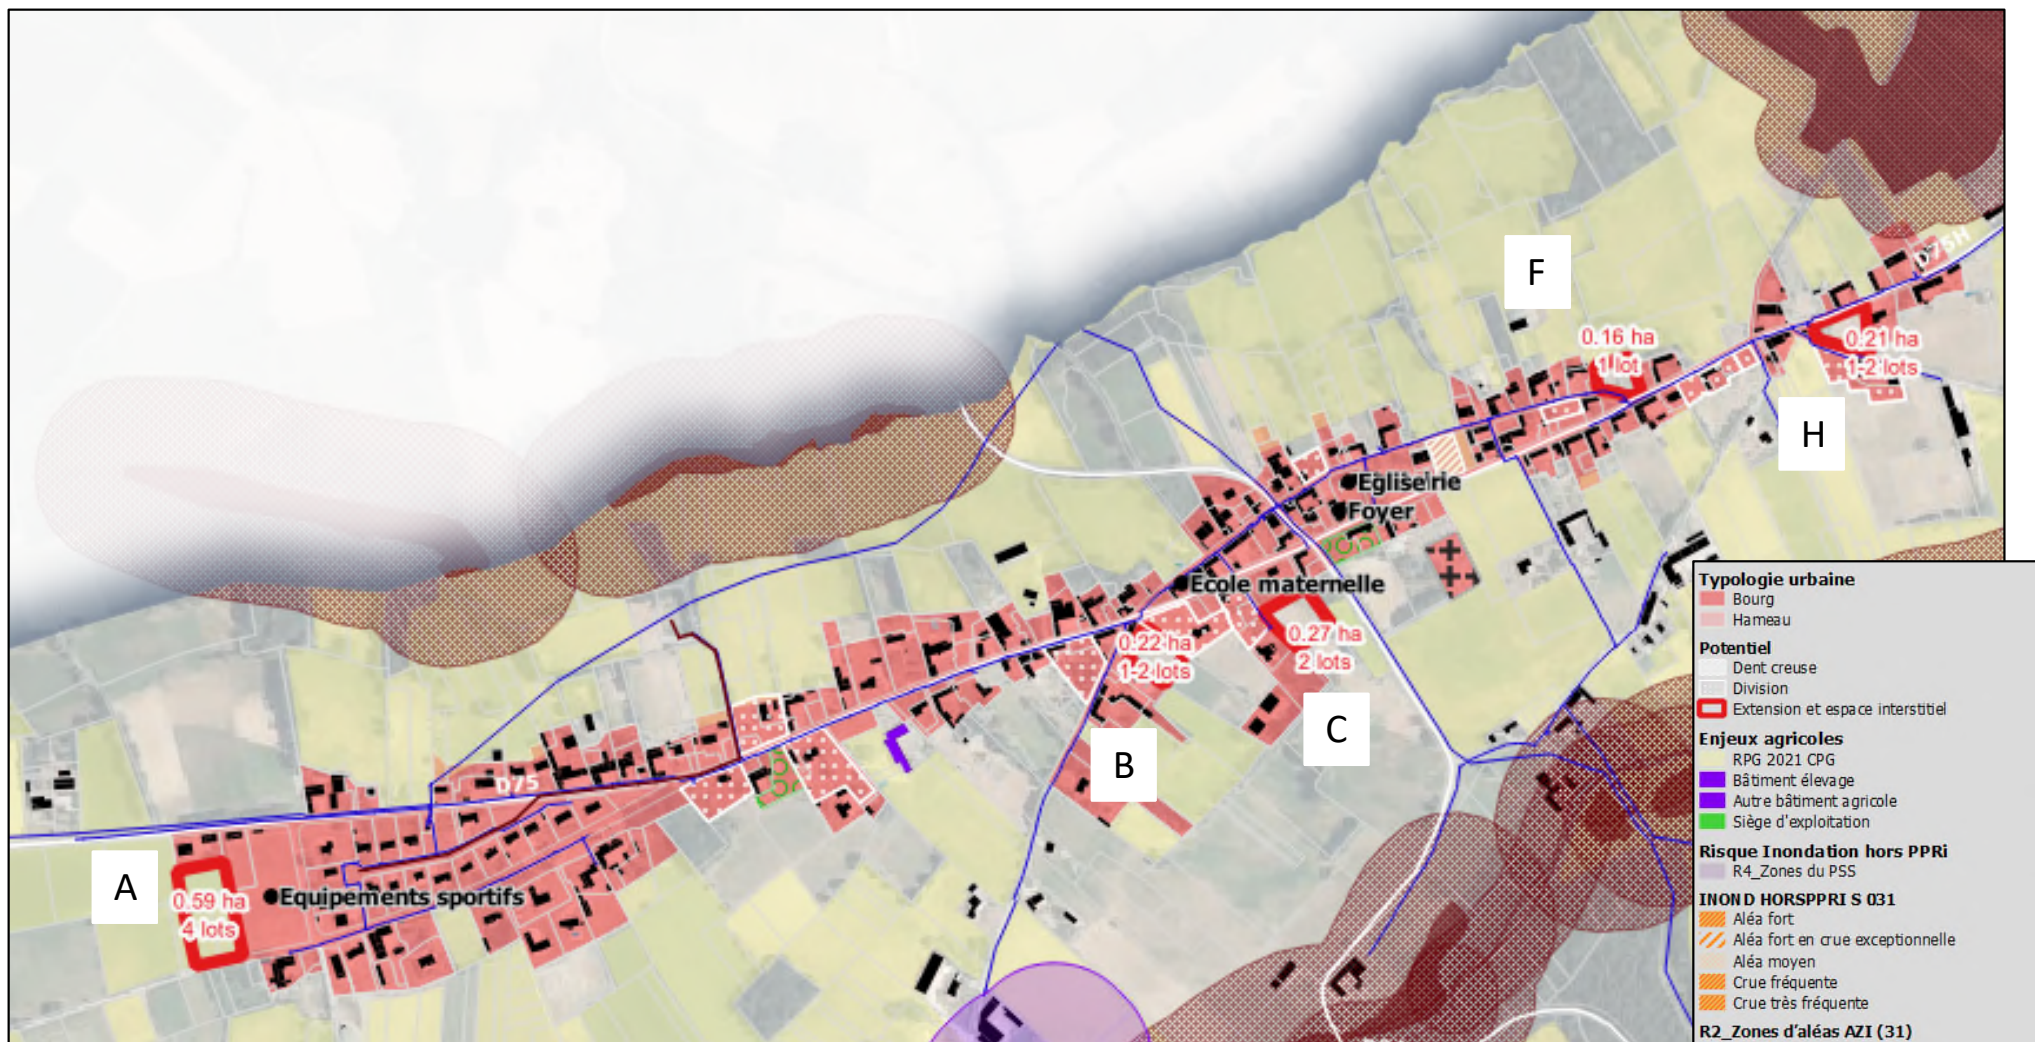 D75H
F
0.16 ha
1 lot
0.21 ha
1-2 lots
H
Eglise rie
Foyer
Ecole maternelle
0.22 ha
1-2 lots
0.27 ha
2 lots
C
B
D75
A
0.59 ha
4 lots
Equipements sportifs
Typologie urbaine
Bourg
Hameau
Potentiel
Dent creuse
Division
Extension et espace interstitiel
Enjeux agricoles
RPG 2021 CPG
Bâtiment élevage
Autre bâtiment agricole
Siège d'exploitation
Risque Inondation hors PPRi
R4_Zones du PSS
INOND HORSPPRI S 031
Aléa fort
Aléa fort en crue exceptionnelle
Aléa moyen
Crue fréquente
Crue très fréquente
R2_Zones d'aléas AZI (31)